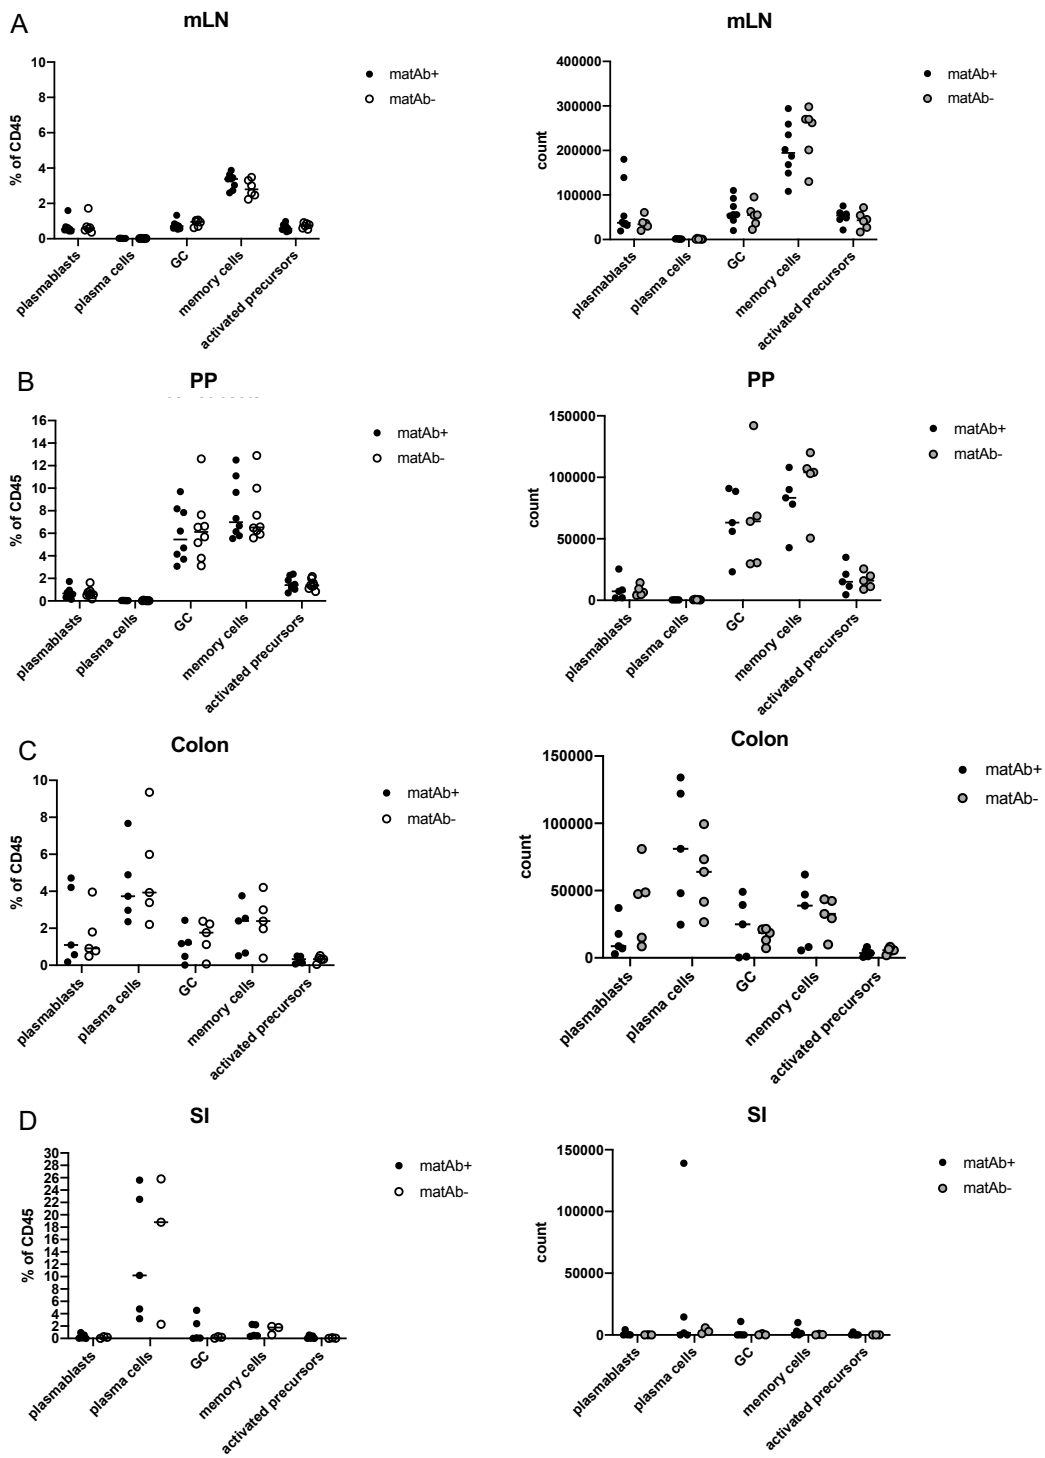 A
mLN
10
8
6
4
2
0
% of CD45
matAb+
matAb-
plasmablasts
plasma cells
GC
memory cells
activated precursors
mLN
400000
300000
200000
100000
0
count
matAb+
matAb-
plasmablasts
plasma cells
GC
memory cells
activated precursors
B
PP
16
14
12
10
8
6
4
2
0
% of CD45
matAb+
matAb-
plasmablasts
plasma cells
GC
memory cells
activated precursors
PP
150000
100000
50000
0
count
matAb+
matAb-
plasmablasts
plasma cells
GC
memory cells
activated precursors
C
Colon
10
8
6
4
2
0
% of CD45
matAb+
matAb-
plasmablasts
plasma cells
GC
memory cells
activated precursors
Colon
150000
100000
50000
0
count
matAb+
matAb-
plasmablasts
plasma cells
GC
memory cells
activated precursors
D
SI
30
28
26
24
22
20
18
16
14
12
10
8
6
4
2
0
% of CD45
matAb+
matAb-
plasmablasts
plasma cells
GC
memory cells
activated precursors
SI
150000
100000
50000
0
count
matAb+
matAb-
plasmablasts
plasma cells
GC
memory cells
activated precursors